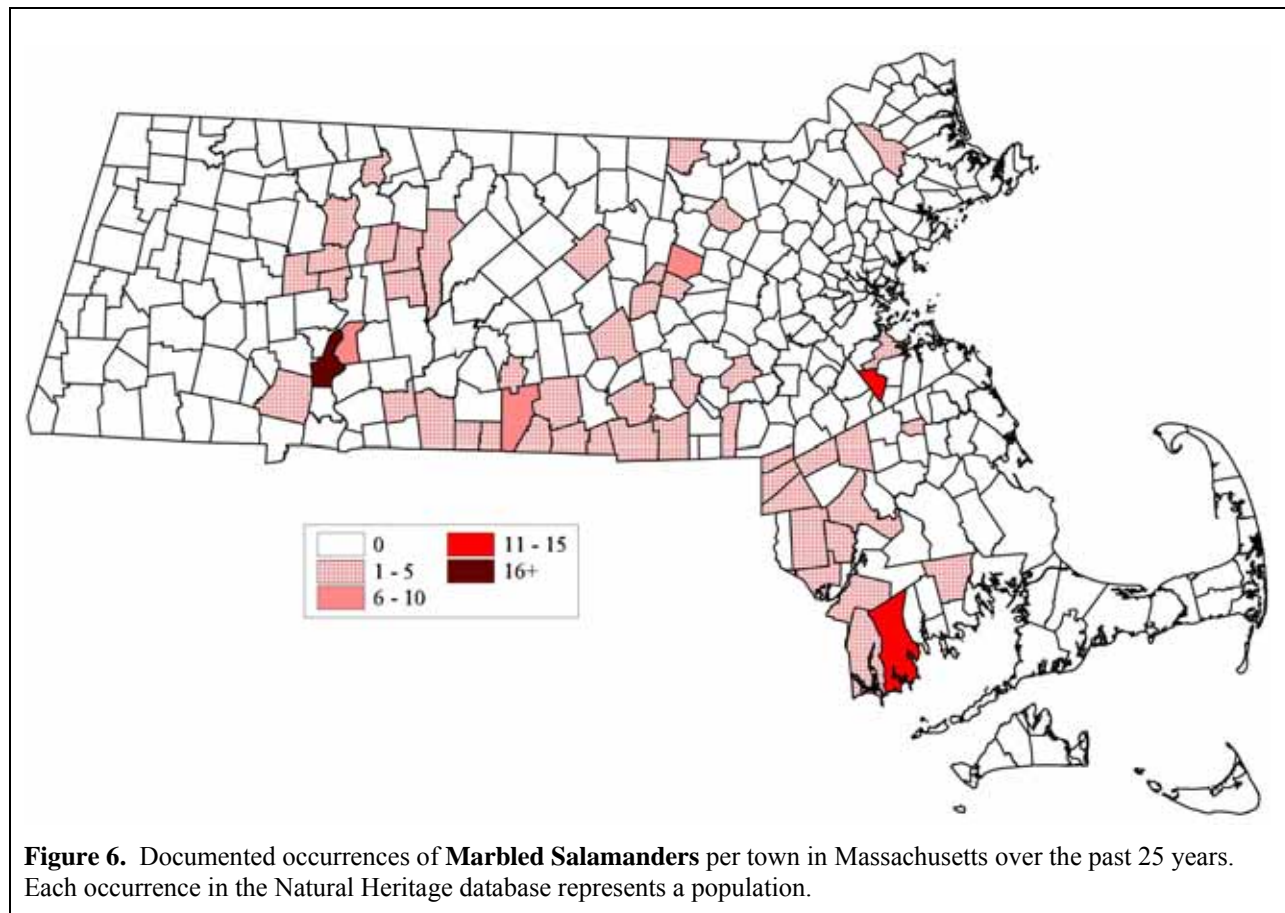 0
1 - 5
6 - 10
11 - 15
16+
Figure 6. Documented occurrences of Marbled Salamanders per town in Massachusetts over the past 25 years.
Each occurrence in the Natural Heritage database represents a population.